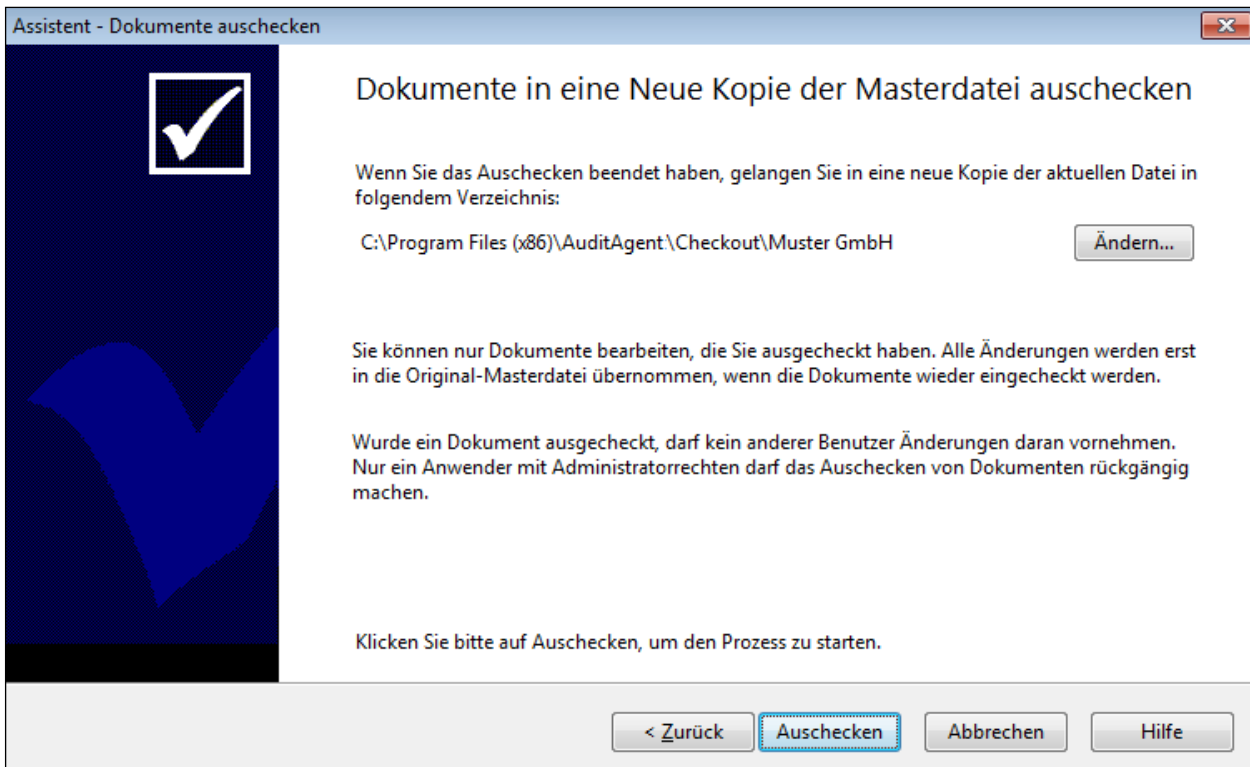 Assistent - Dokumente auschecken
Dokumente in eine Neue Kopie der Masterdatei auschecken
Wenn Sie das Auschecken beendet haben, gelangen Sie in eine neue Kopie der aktuellen Datei in
folgendem Verzeichnis:
C:\Program Files (x86)\AuditAgent\Checkout\Muster GmbH
Ändern...
Sie können nur Dokumente bearbeiten, die Sie ausgecheckt haben. Alle Änderungen werden erst
in die Original-Masterdatei übernommen, wenn die Dokumente wieder eingecheckt werden.
Wurde ein Dokument ausgecheckt, darf kein anderer Benutzer Änderungen daran vornehmen.
Nur ein Anwender mit Administratorrechten darf das Auschecken von Dokumenten rückgängig
machen.
Klicken Sie bitte auf Auschecken, um den Prozess zu starten.
< Zurück Auschecken Abbrechen Hilfe